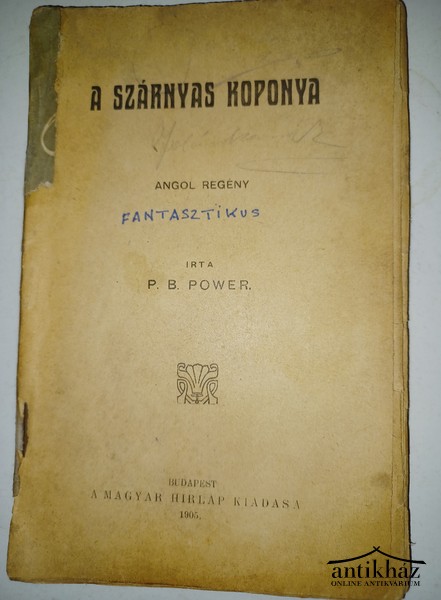 A SZÁRNYAS KOPONYA
ANGOL REGÉNY
FANTASZTIKUS
IRTA
P. B. POWER.
BUDAPEST
A MAGYAR HIRLAP KIADÁSA
1905.
antikház
ONLINE ANTIKVÁRIUM